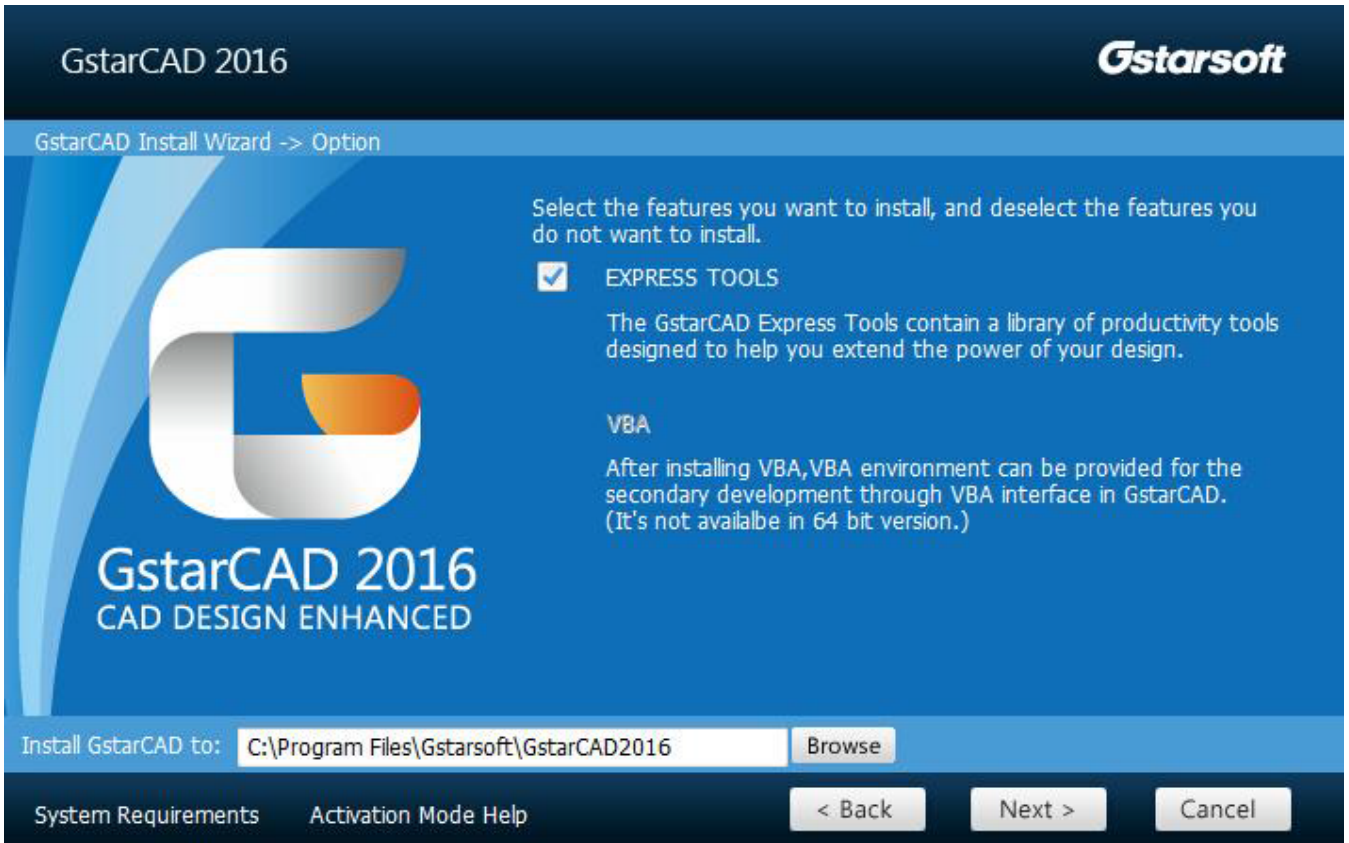 GstarCAD 2016
Gstarsoft
GstarCAD Install Wizard -> Option
Select the features you want to install, and deselect the features you
do not want to install.
EXPRESS TOOLS
The GstarCAD Express Tools contain a library of productivity tools
designed to help you extend the power of your design.
VBA
After installing VBA,VBA environment can be provided for the
secondary development through VBA interface in GstarCAD.
(It's not availalbe in 64 bit version.)
GstarCAD 2016
CAD DESIGN ENHANCED
Install GstarCAD to:
C:\Program Files\Gstarsoft\GstarCAD2016
Browse
System Requirements
Activation Mode Help
< Back
Next >
Cancel